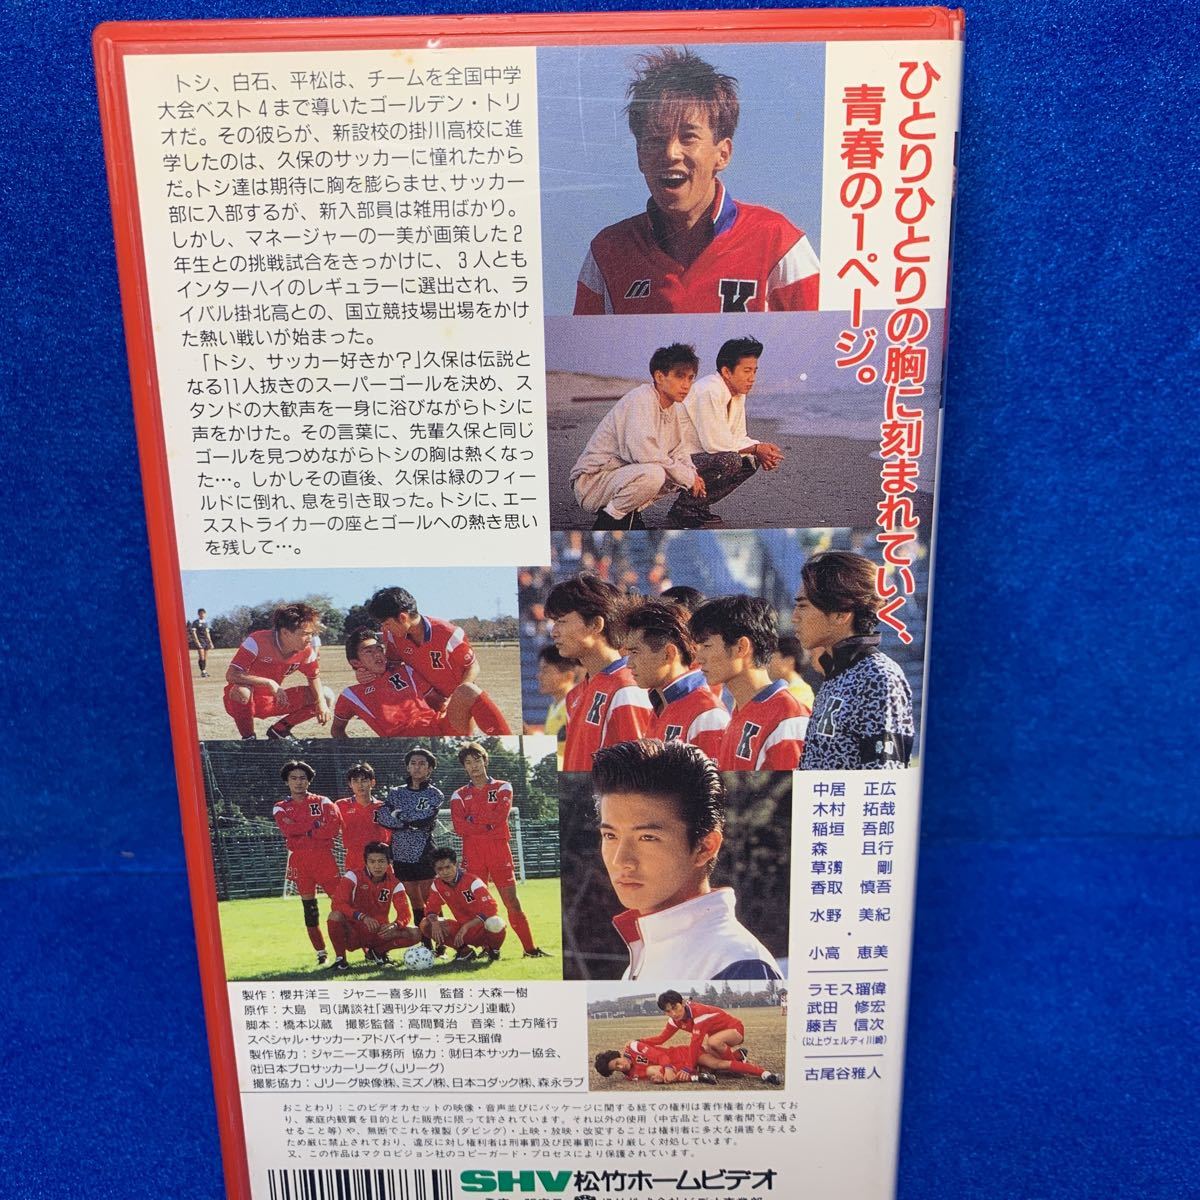 ひとりひとりの胸に刻まれていく、
青春の1ページ。
トシ、白石、平松は、チームを全国中学
大会ベスト4まで導いたゴールデン・トリ
オだ。その彼らが、新設校の掛川高校に進
学したのは、久保のサッカーに憧れたから
だ。トシ達は期待に胸を膨らませ、サッカー
部に入部するが、新入部員は雑用ばかり。
しかし、マネージャーの一美が画策した2
年生との挑戦試合をきっかけに、3人とも
インターハイのレギュラーに選出され、ラ
イバル掛北高との、国立競技場出場をかけ
た熱い戦いが始まった。
「トシ、サッカー好きか?」久保は伝説と
なる11人抜きのスーパーゴールを決め、ス
タンドの大歓声を一身に浴びながらトシに
声をかけた。その言葉に、先輩久保と同じ
ゴールを見つめながらトシの胸は熱くなっ
た…。しかしその直後、久保は緑のフィー
ルドに倒れ、息を引き取った。トシに、エー
スストライカーの座とゴールへの熱き思い
を残して…。
中居 正広
木村 拓哉
稲垣 吾郎
森 且行
草彅 剛
香取 慎吾
水野 美紀
・
小高 恵美
ラモス瑠偉
武田 修宏
藤吉 信次
(以上ヴェルディ川崎)
古尾谷雅人
製作:櫻井洋三 ジャニー喜多川 監督:大森一樹
原作:大島 司(講談社「週刊少年マガジン」連載)
脚本:橋本以蔵 撮影監督:高間賢治 音楽:土方隆行
スペシャル・サッカー・アドバイザー:ラモス瑠偉
製作協力:ジャニーズ事務所 協力:㈶日本サッカー協会、
㈳日本プロサッカーリーグ(Jリーグ)
撮影協力:Jリーグ映像㈱、ミズノ㈱、日本コダック㈱、森永ラブ
おことわり:このビデオカセットの映像・音声並びにパッケージに関する総ての権利は著作権者が有してお
り、家庭内観賞を目的とした販売に限って許されています。それ以外の使用(中古品として業者間で流通さ
せること等)や、無断でこれを複製(ダビング)・上映・放映・改変することは権利者に多大な損害を与える
ため厳に禁止されており、違反に対し権利者は刑事罰及び民事罰により厳しく対処しています。
又、この作品はマクロビジョン社のコピーガード・プロセスにより保護されています。
SHV松竹ホームビデオ